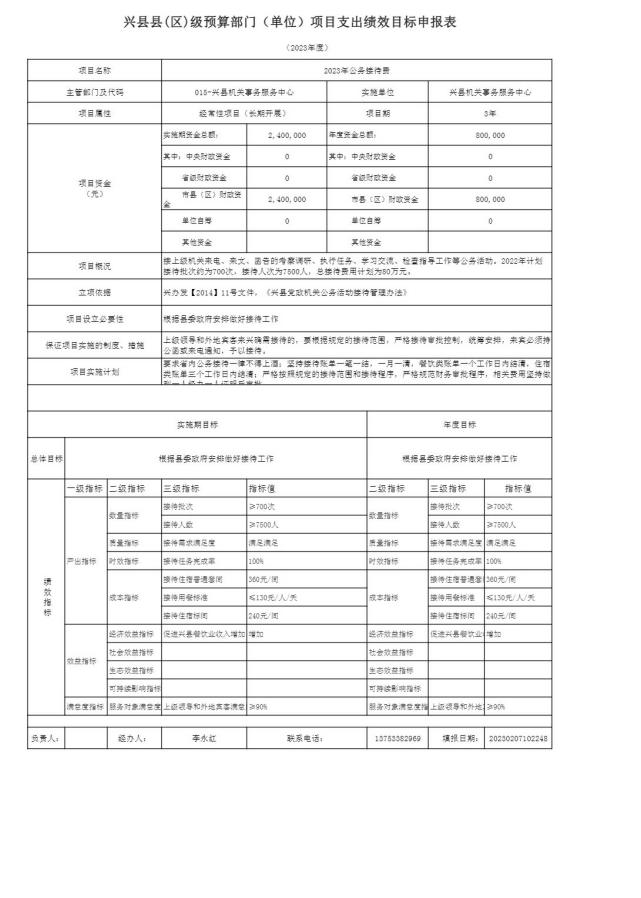 兴县县(区)级预算部门（单位）项目支出绩效目标申报表
（2023年度）
项目名称 2023年公务接待费
主管部门及代码 015-兴县机关事务服务中心 实施单位 兴县机关事务服务中心
项目属性 经常性项目（长期开展） 项目期 3年
项目资金
（元）
实施期资金总额： 2,400,000 年度资金总额： 800,000
其中：中央财政资金 0 其中：中央财政资金 0
省级财政资金 0 省级财政资金 0
市县（区）财政资金 2,400,000 市县（区）财政资金 800,000
单位自筹 0 单位自筹 0
其他资金 其他资金
项目概况
接上级机关来电、来文、函告的考察调研、执行任务、学习交流、检查指导工作等公务活动。2022年计划
接待批次约为700次，接待人次为7500人，总接待费用计划为80万元。
立项依据 兴办发【2014】11号文件，《兴县党政机关公务活动接待管理办法》
项目设立必要性 根据县委政府安排做好接待工作
保证项目实施的制度、措施
上级领导和外地宾客来兴确需接待的，要根据规定的接待范围，严格接待审批控制，统筹安排，来宾必须持
公函或来电通知，予以接待。
项目实施计划
要求省内公务接待一律不得上酒；坚持接待账单一笔一结，一月一清，餐饮类账单一个工作日内结清，住宿
类账单三个工作日内结清；严格按照规定的接待范围和接待程序，严格规范财务审批程序，相关费用坚持做
实施期目标 年度目标
总体目标 根据县委政府安排做好接待工作 根据县委政府安排做好接待工作
绩效指标
一级指标 二级指标 三级指标 指标值 二级指标 三级指标 指标值
产出指标 数量指标 接待批次 ≥700次 数量指标 接待批次 ≥700次
接待人数 ≥7500人 接待人数 ≥7500人
质量指标 接待需求满足度 满足满足 质量指标 接待需求满足度 满足满足
时效指标 接待任务完成率 100% 时效指标 接待任务完成率 100%
成本指标 接待住宿普通套间 360元/间 成本指标 接待住宿普通套 360元/间
接待用餐标准 ≤130元/人/天 接待用餐标准 ≤130元/人/天
接待住宿标间 240元/间 接待住宿标间 240元/间
效益指标 经济效益指标 促进兴县餐饮业收入增加 增加 经济效益指标 促进兴县餐饮业 增加
社会效益指标 社会效益指标
生态效益指标 生态效益指标
可持续影响指标 可持续影响指标
满意度指标 服务对象满意度 上级领导和外地宾客满意 ≥90% 服务对象满意度指 上级领导和外地 ≥90%
负责人： 经办人： 李永红 联系电话： 13753382969 填报日期： 20230207102248